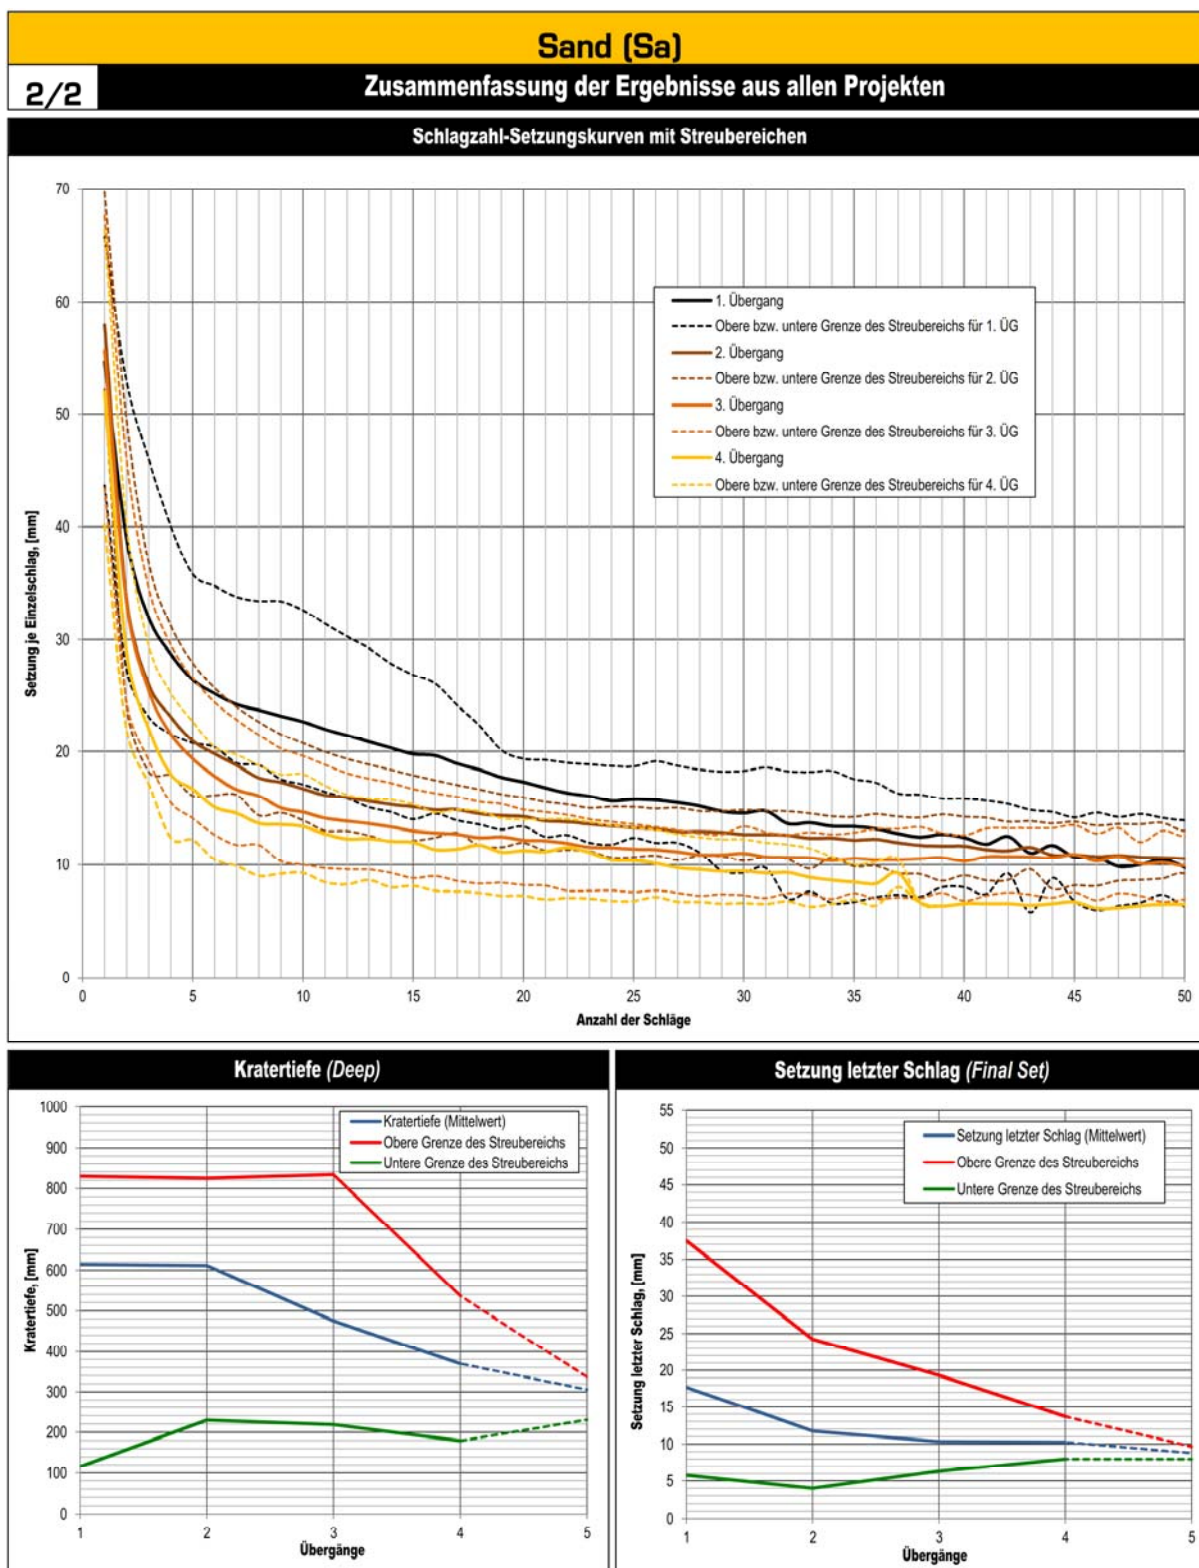 Sand (Sa)
2/2
Zusammenfassung der Ergebnisse aus allen Projekten
Schlagzahl-Setzungskurven mit Streubereichen
70
60
50
40
30
20
10
0
Setzung je Einzelschlag, [mm]
1. Übergang
Obere bzw. untere Grenze des Streubereichs für 1. ÜG
2. Übergang
Obere bzw. untere Grenze des Streubereichs für 2. ÜG
3. Übergang
Obere bzw. untere Grenze des Streubereichs für 3. ÜG
4. Übergang
Obere bzw. untere Grenze des Streubereichs für 4. ÜG
0 5 10 15 20 25 30 35 40 45 50
Anzahl der Schläge
Kratertiefe (Deep)
1000
900
800
700
600
500
400
300
200
100
0
Kratertiefe, [mm]
Kratertiefe (Mittelwert)
Obere Grenze des Streubereichs
Untere Grenze des Streubereichs
1 2 3 4 5
Übergänge
Setzung letzter Schlag (Final Set)
55
50
45
40
35
30
25
20
15
10
5
0
Setzung letzter Schlag, [mm]
Setzung letzter Schlag (Mittelwert)
Obere Grenze des Streubereichs
Untere Grenze des Streubereichs
1 2 3 4 5
Übergänge